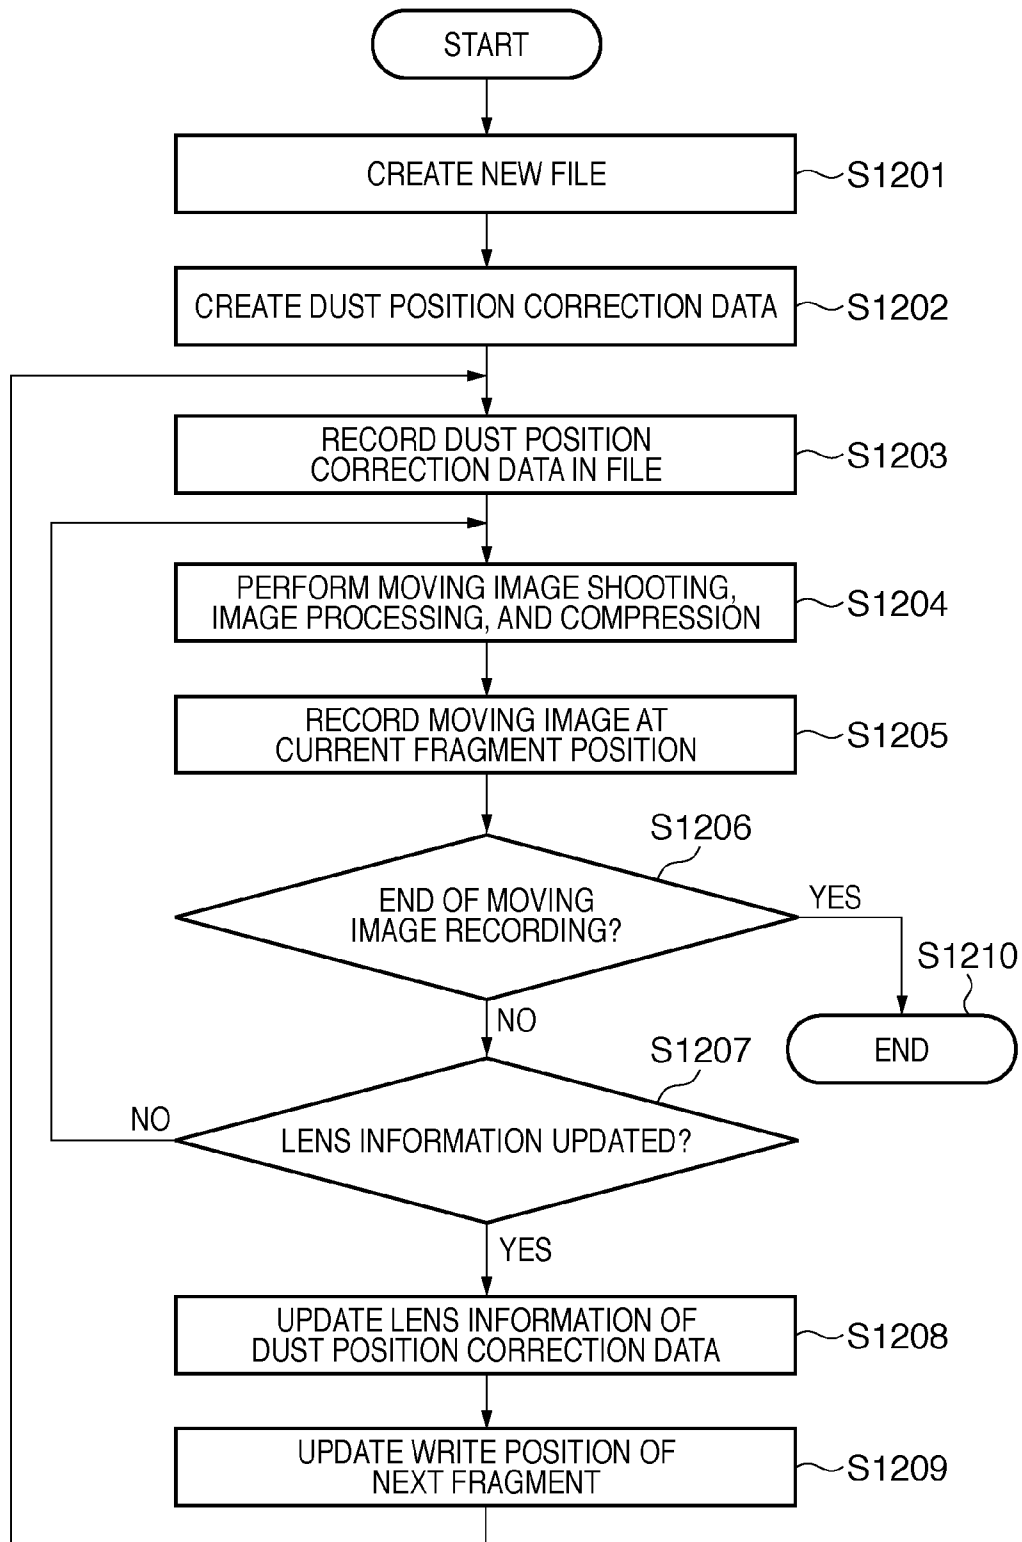 START
CREATE NEW FILE
S1201
CREATE DUST POSITION CORRECTION DATA
S1202
RECORD DUST POSITION
CORRECTION DATA IN FILE
S1203
PERFORM MOVING IMAGE SHOOTING,
IMAGE PROCESSING, AND COMPRESSION
S1204
RECORD MOVING IMAGE AT
CURRENT FRAGMENT POSITION
S1205
S1206
END OF MOVING
IMAGE RECORDING?
YES
S1210
END
NO
S1207
LENS INFORMATION UPDATED?
NO
YES
UPDATE LENS INFORMATION OF
DUST POSITION CORRECTION DATA
S1208
UPDATE WRITE POSITION OF
NEXT FRAGMENT
S1209